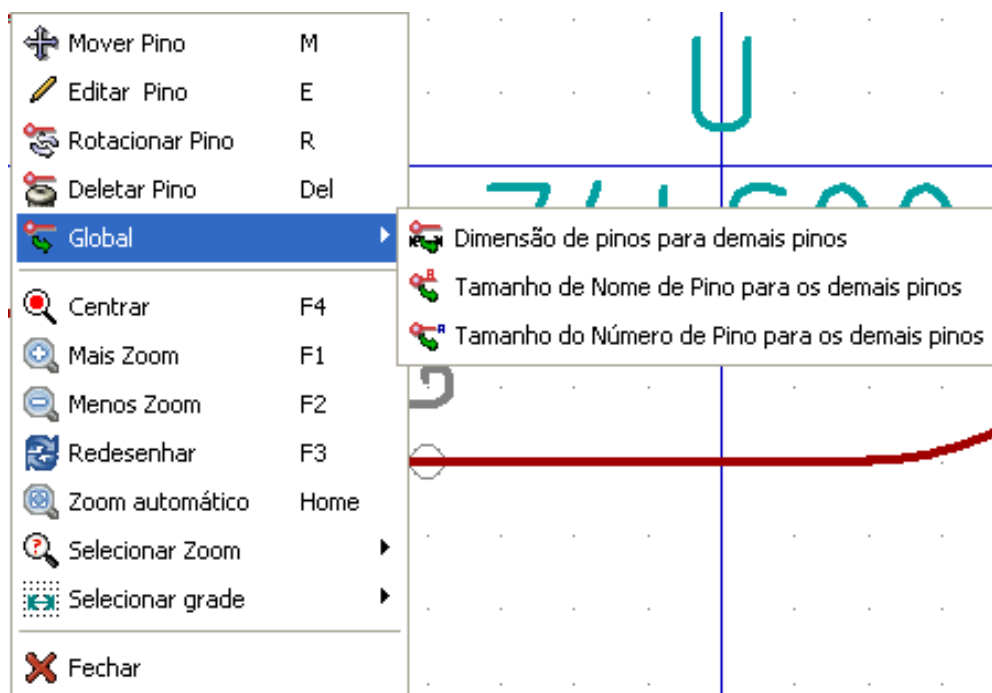 Mover Pino M
Editar Pino E
Rotacionar Pino R
Deletar Pino Del
Global
Dimensão de pinos para demais pinos
Tamanho de Nome de Pino para os demais pinos
Tamanho do Número de Pino para os demais pinos
Centrar F4
Mais Zoom F1
Menos Zoom F2
Redesenhar F3
Zoom automático Home
Selecionar Zoom
Selecionar grade
Fechar
U